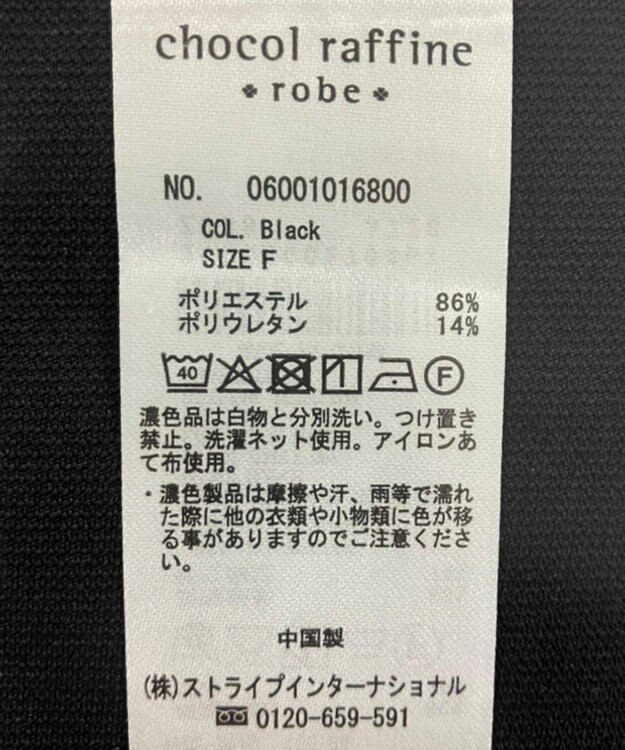 chocol raffine
robe
NO. 06001016800
COL. Black
SIZE F
ポリエステル 86%
ポリウレタン 14%
40 F
濃色品は白物と分別洗い。つけ置き
禁止。洗濯ネット使用。アイロンあ
て布使用。
・濃色製品は摩擦や汗、雨等で濡れ
た際に他の衣類や小物類に色が移
る事がありますのでご注意くださ
い。
中国製
(株)ストライプインターナショナル
0120-659-591